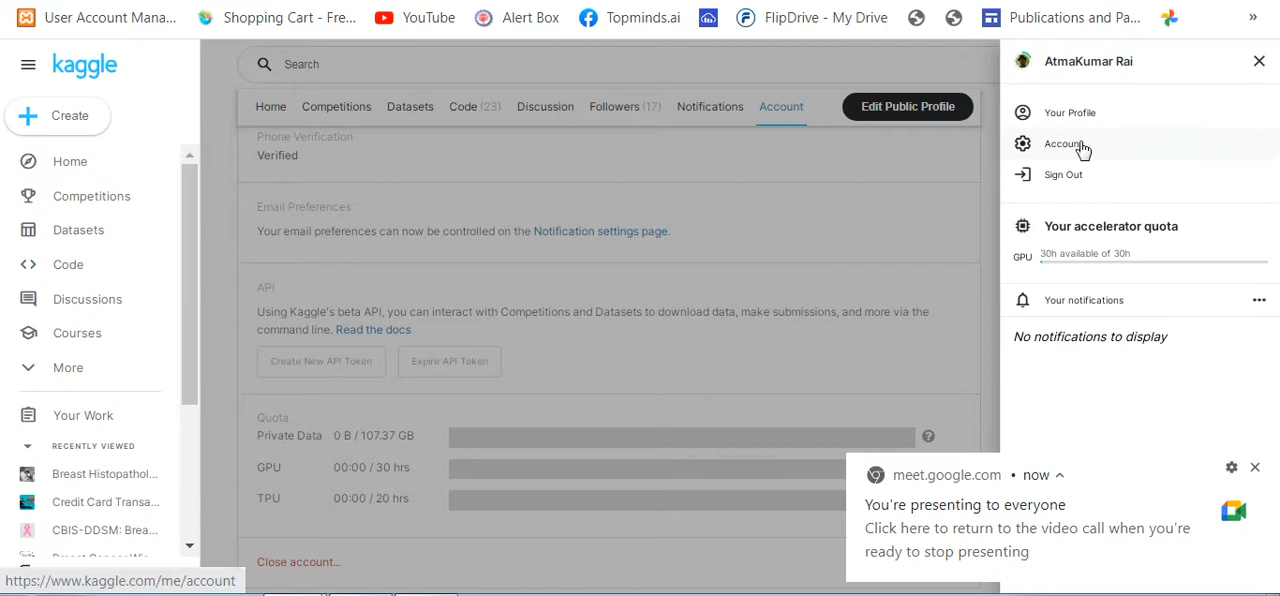 User Account Mana...
Shopping Cart - Fre...
YouTube
Alert Box
Topminds.ai
FlipDrive - My Drive
Publications and Pa...
»
kaggle
Create
Home
Competitions
Datasets
Code
Discussions
Courses
More
Your Work
RECENTLY VIEWED
Breast Histopathol...
Credit Card Transa...
CBIS-DDSM: Brea...
https://www.kaggle.com/me/account
Search
Home Competitions Datasets Code (23) Discussion Followers (17) Notifications Account Edit Public Profile
Phone Verification
Verified
Email Preferences
Your email preferences can now be controlled on the Notification settings page.
API
Using Kaggle's beta API, you can interact with Competitions and Datasets to download data, make submissions, and more via the
command line. Read the docs
Create New API Token Expire API Token
Quota
Private Data 0 B / 107.37 GB
GPU 00:00 / 30 hrs
TPU 00:00 / 20 hrs
Close account...
AtmaKumar Rai
Your Profile
Account
Sign Out
Your accelerator quota
GPU 30h available of 30h
Your notifications
No notifications to display
meet.google.com • now
You're presenting to everyone
Click here to return to the video call when you're
ready to stop presenting